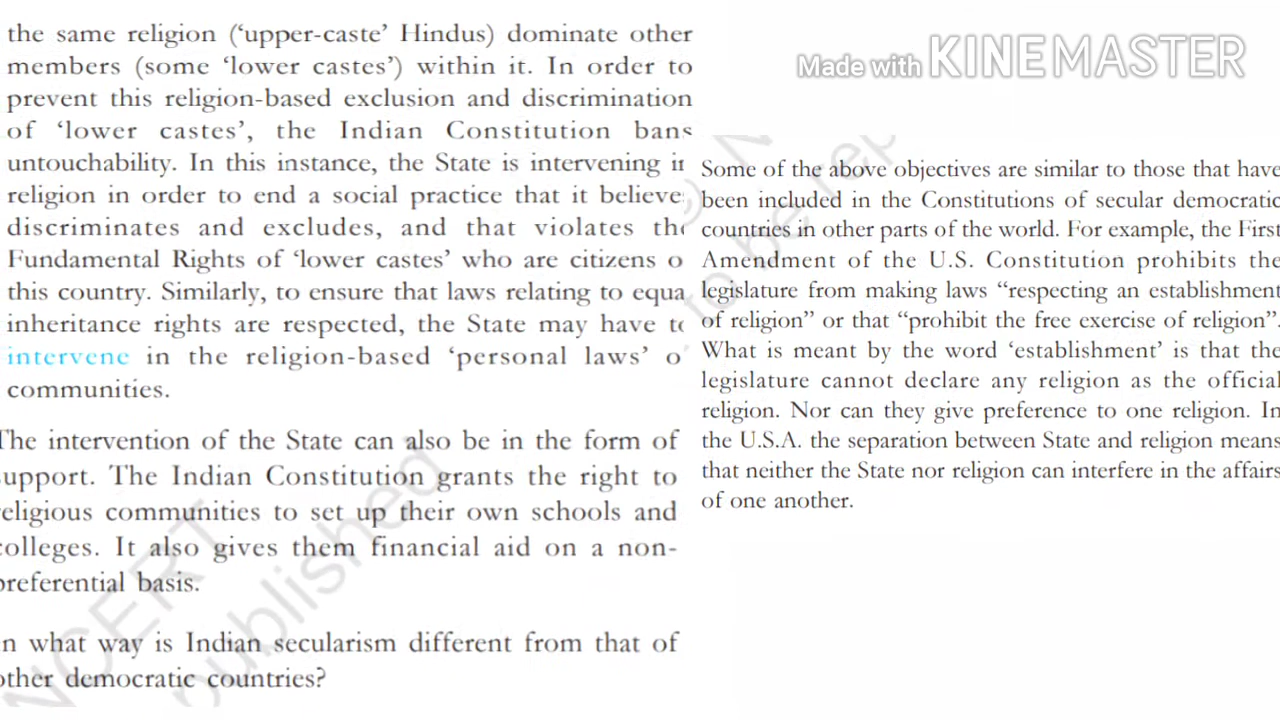 the same religion (‘upper-caste’ Hindus) dominate other
members (some ‘lower castes’) within it. In order to
prevent this religion-based exclusion and discrimination
of ‘lower castes’, the Indian Constitution bans
untouchability. In this instance, the State is intervening in
religion in order to end a social practice that it believe
discriminates and excludes, and that violates the
Fundamental Rights of ‘lower castes’ who are citizens o
this country. Similarly, to ensure that laws relating to equa
inheritance rights are respected, the State may have to
intervene in the religion-based ‘personal laws’ o
communities.
The intervention of the State can also be in the form of
upport. The Indian Constitution grants the right to
eligious communities to set up their own schools and
colleges. It also gives them financial aid on a non-
preferential basis.
n what way is Indian secularism different from that of
other democratic countries?
Made with KINEMASTER
Some of the above objectives are similar to those that have
been included in the Constitutions of secular democratic
countries in other parts of the world. For example, the First
Amendment of the U.S. Constitution prohibits the
legislature from making laws “respecting an establishment
of religion” or that “prohibit the free exercise of religion”.
What is meant by the word ‘establishment’ is that the
legislature cannot declare any religion as the official
religion. Nor can they give preference to one religion. In
the U.S.A. the separation between State and religion means
that neither the State nor religion can interfere in the affairs
of one another.
NCERT
published
to be rep